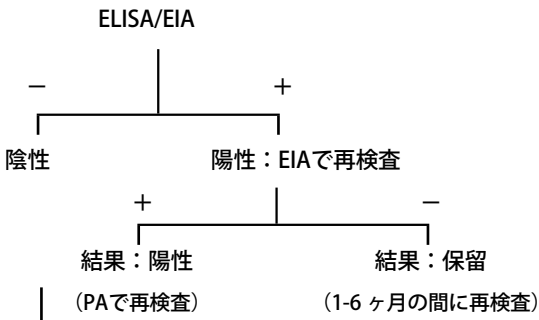 ELISA/EIA
－ ＋
陰性 陽性：EIAで再検査
＋ －
結果：陽性 結果：保留
（PAで再検査） （1-6 ヶ月の間に再検査）